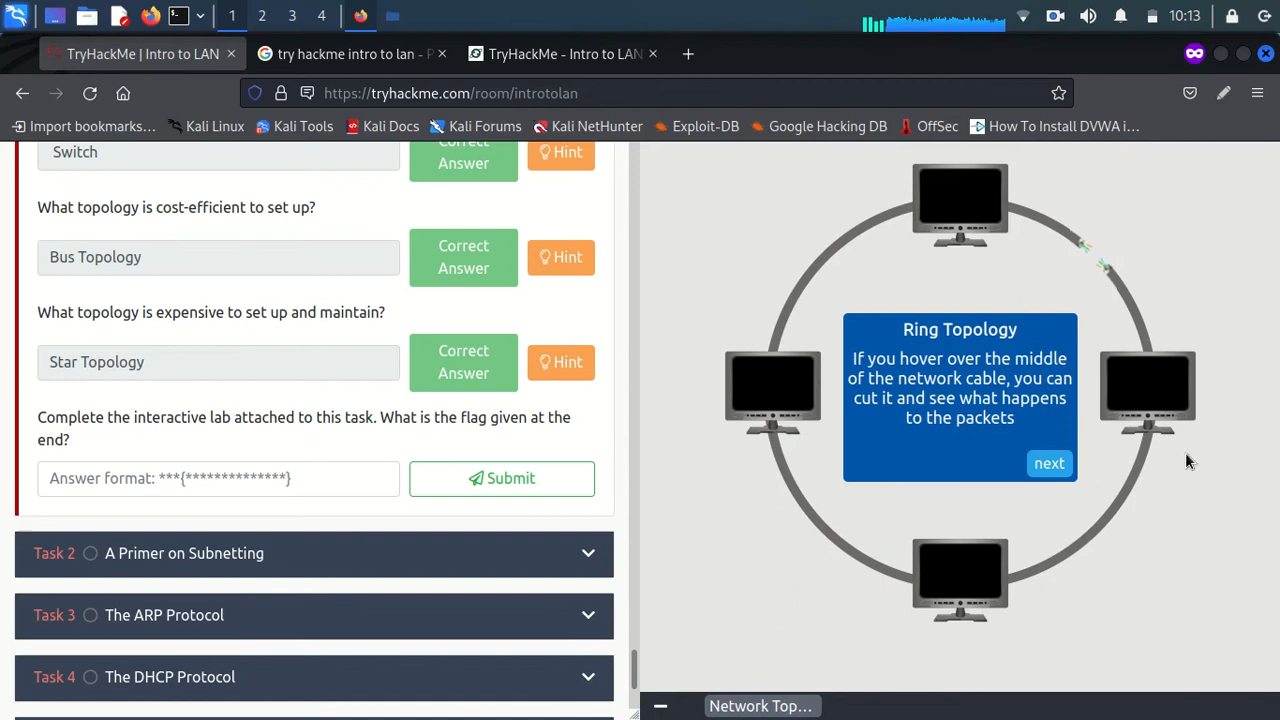 1 2 3 4 10:13
TryHackMe | Intro to LAN × try hackme intro to lan - P × TryHackMe - Intro to LAN × +
https://tryhackme.com/room/introtolan
Import bookmarks... Kali Linux Kali Tools Kali Docs Kali Forums Kali NetHunter Exploit-DB Google Hacking DB OffSec How To Install DVWA i...
Switch
Correct
Answer
Hint
What topology is cost-efficient to set up?
Bus Topology
Correct
Answer
Hint
What topology is expensive to set up and maintain?
Star Topology
Correct
Answer
Hint
Complete the interactive lab attached to this task. What is the flag given at the
end?
Answer format: ***{**************}
Submit
Task 2 A Primer on Subnetting
Task 3 The ARP Protocol
Task 4 The DHCP Protocol
Ring Topology
If you hover over the middle
of the network cable, you can
cut it and see what happens
to the packets
next
Network Top...